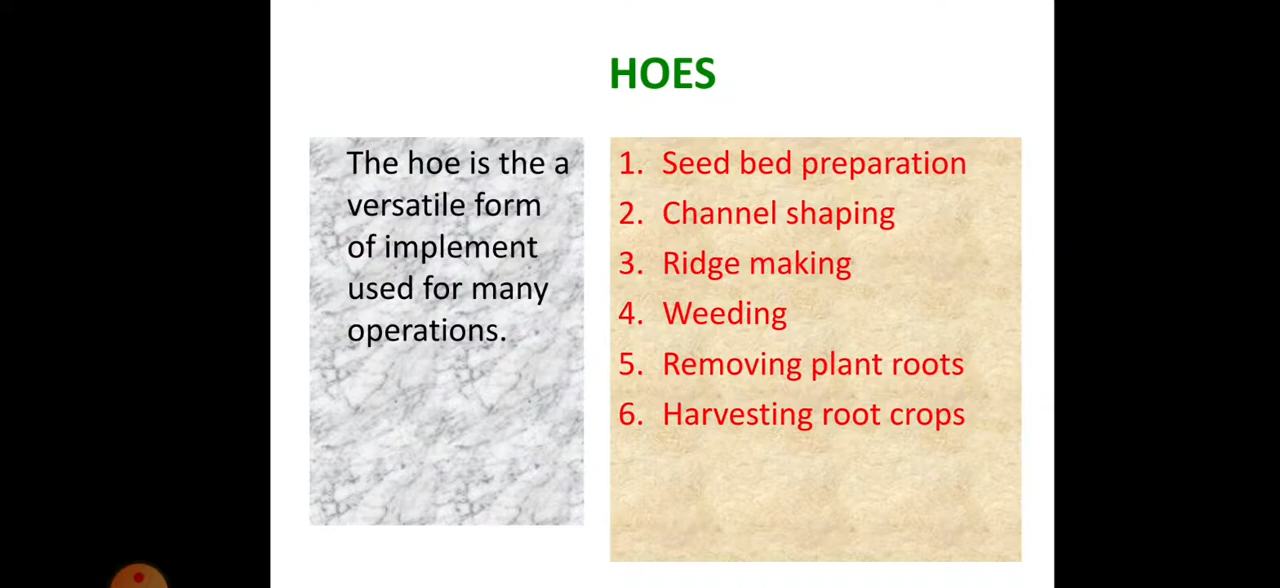 HOES
The hoe is the a
versatile form
of implement
used for many
operations.
1. Seed bed preparation
2. Channel shaping
3. Ridge making
4. Weeding
5. Removing plant roots
6. Harvesting root crops